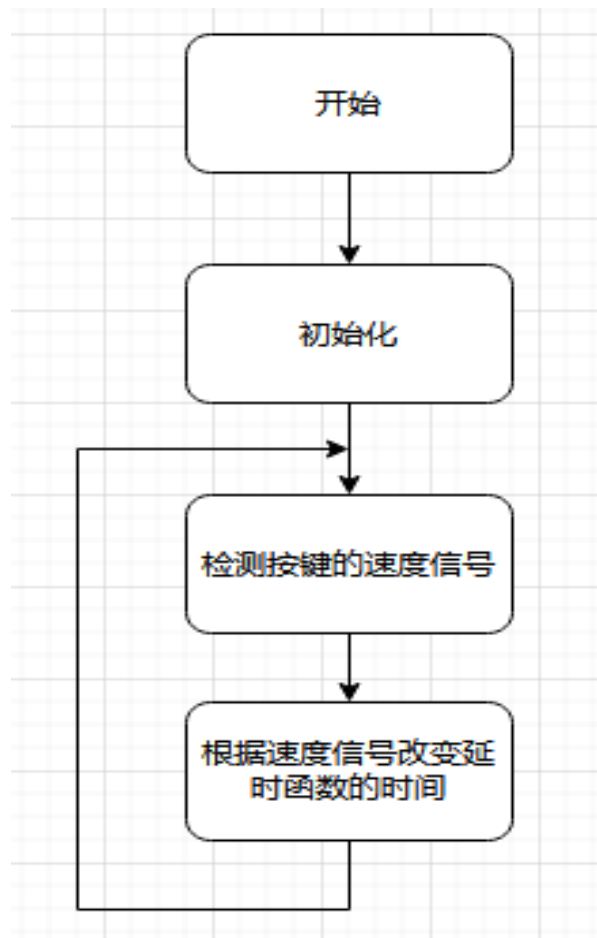 开始
初始化
检测按键的速度信号
根据速度信号改变延
时函数的时间